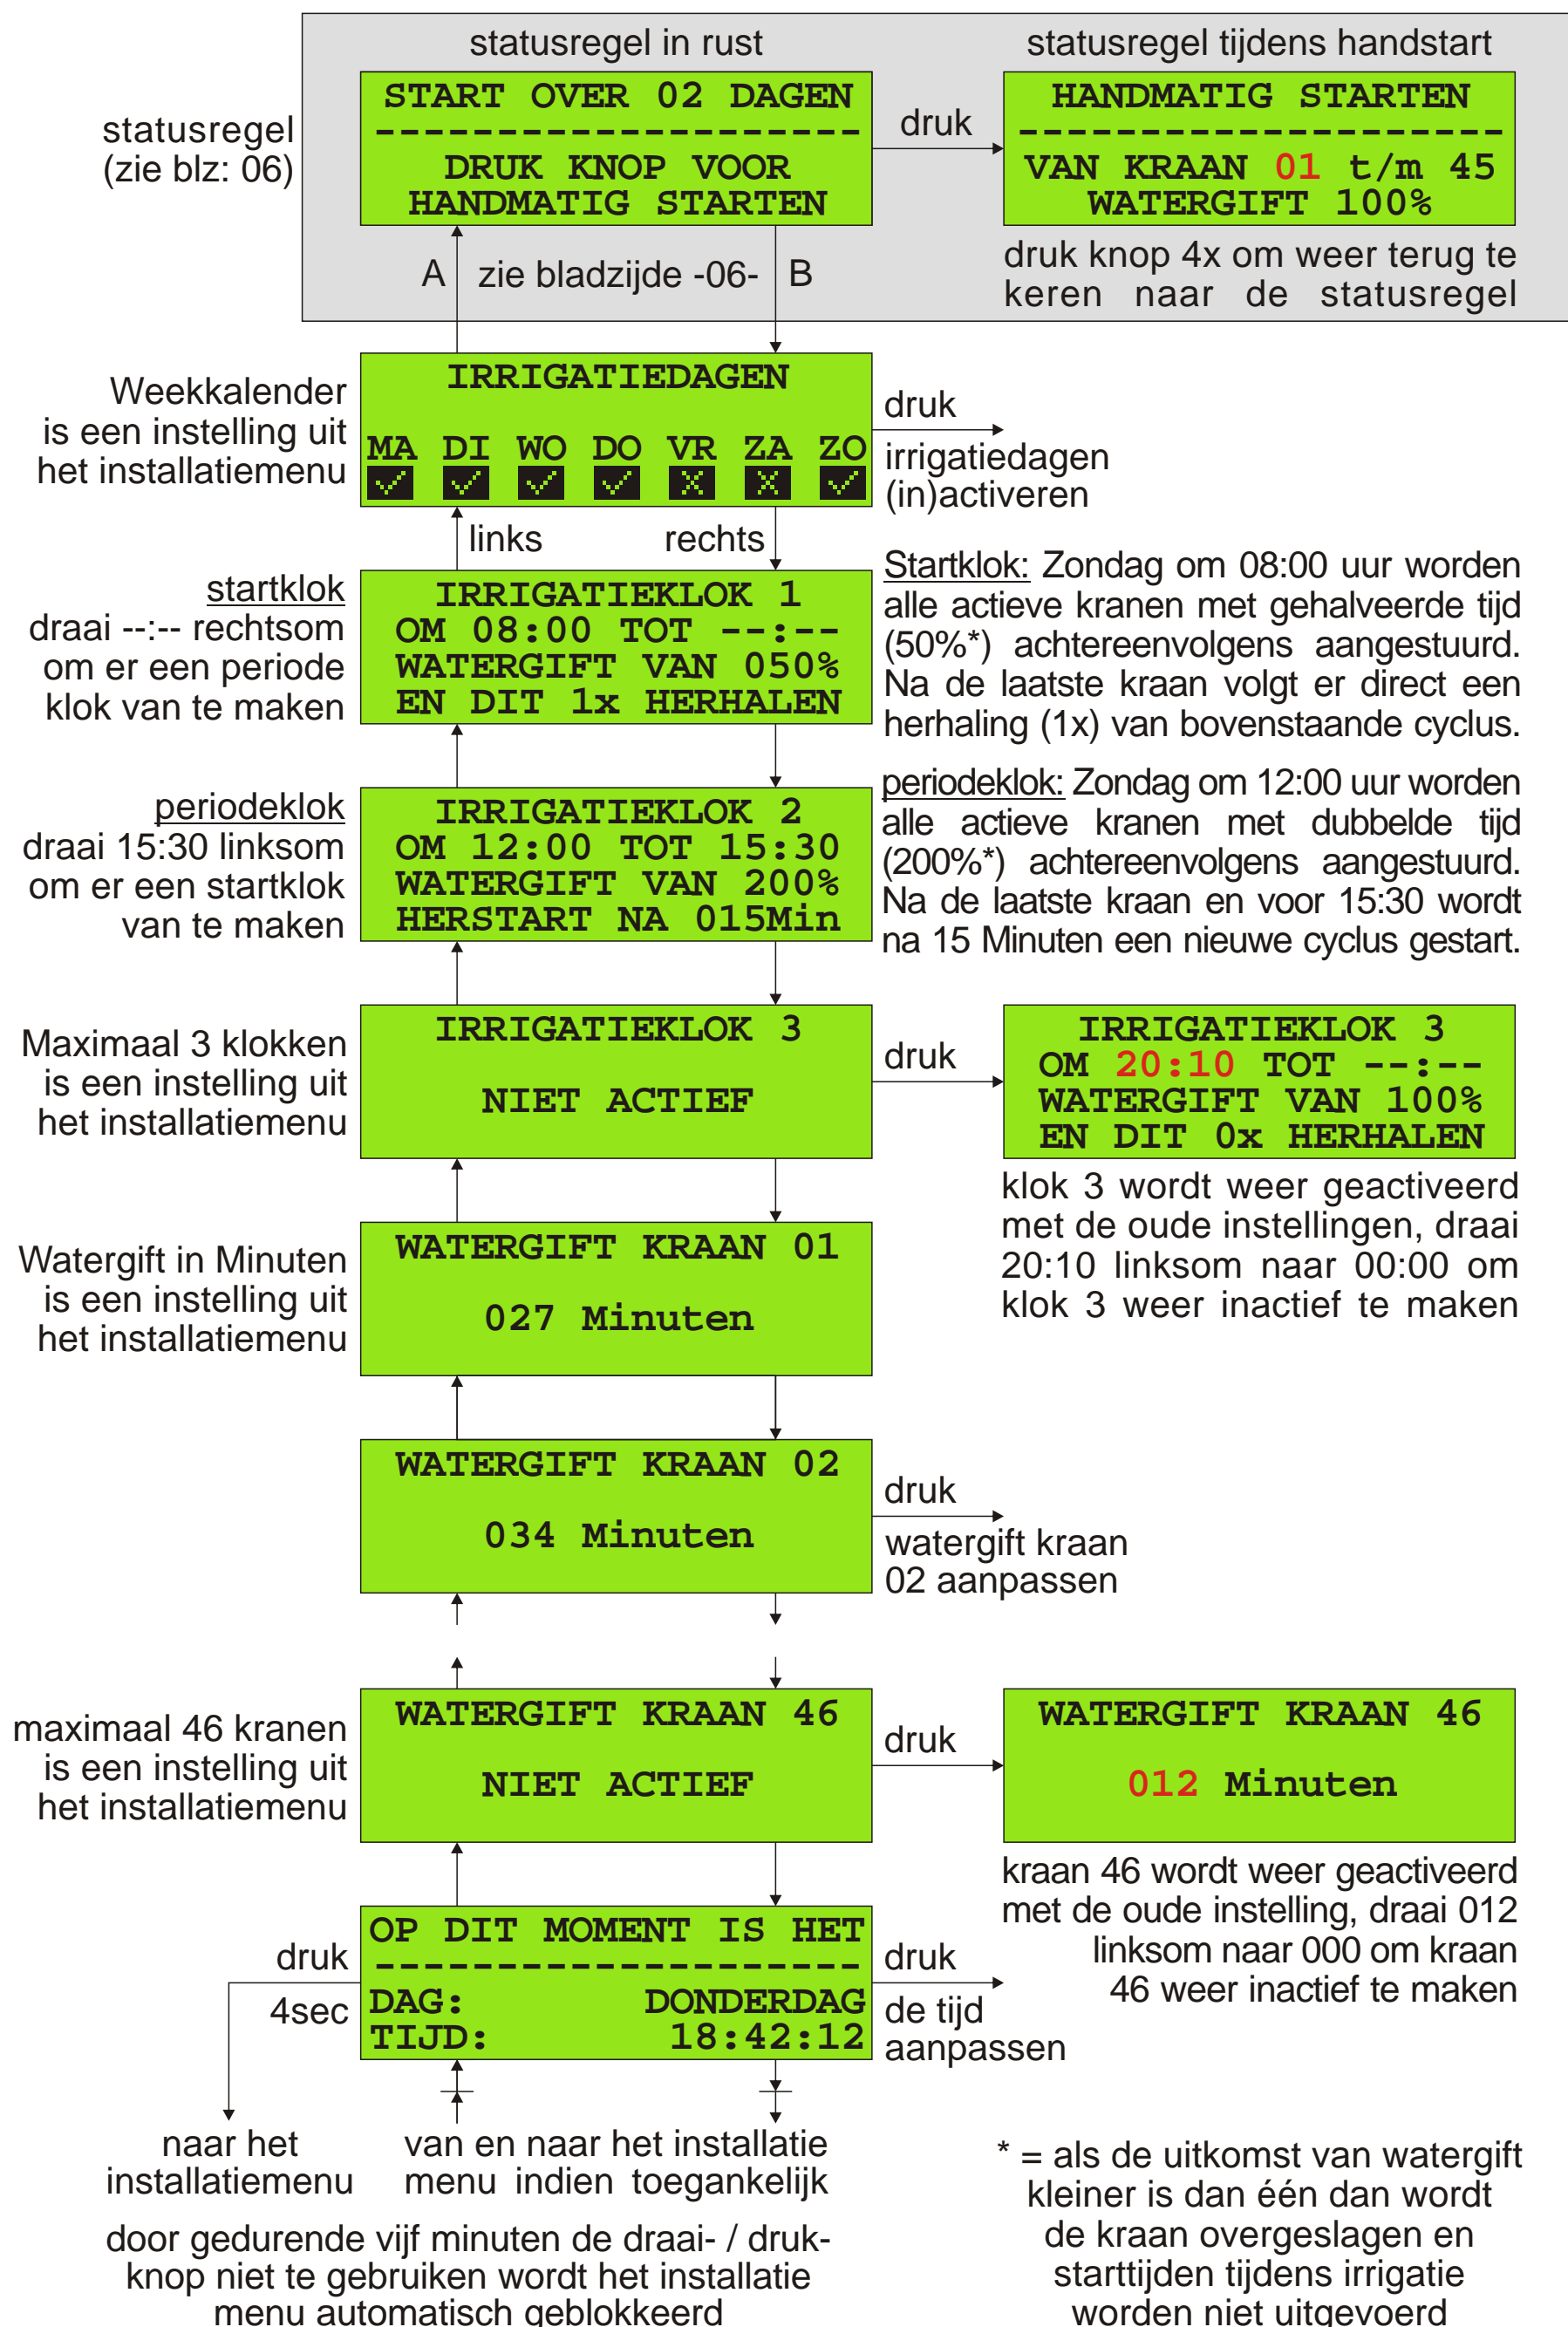 statusregel in rust
statusregel tijdens handstart
statusregel
(zie blz: 06)
START OVER 02 DAGEN
--------------------
DRUK KNOP VOOR
HANDMATIG STARTEN
druk
HANDMATIG STARTEN
--------------------
VAN KRAAN 01 t/m 45
WATERGIFT 100%
A
zie bladzijde -06-
B
druk knop 4x om weer terug te
keren naar de statusregel
Weekkalender
is een instelling uit
het installatiemenu
IRRIGATIEDAGEN
MA DI WO DO VR ZA ZO
druk
irrigatiedagen
(in)activeren
links
rechts
startklok
draai --:-- rechtsom
om er een periode
klok van te maken
IRRIGATIEKLOK 1
OM 08:00 TOT --:--
WATERGIFT VAN 050%
EN DIT 1x HERHALEN
Startklok: Zondag om 08:00 uur worden
alle actieve kranen met gehalveerde tijd
(50%*) achtereenvolgens aangestuurd.
Na de laatste kraan volgt er direct een
herhaling (1x) van bovenstaande cyclus.
periodeklok
draai 15:30 linksom
om er een startklok
van te maken
IRRIGATIEKLOK 2
OM 12:00 TOT 15:30
WATERGIFT VAN 200%
HERSTART NA 015Min
periodeklok: Zondag om 12:00 uur worden
alle actieve kranen met dubbelde tijd
(200%*) achtereenvolgens aangestuurd.
Na de laatste kraan en voor 15:30 wordt
na 15 Minuten een nieuwe cyclus gestart.
Maximaal 3 klokken
is een instelling uit
het installatiemenu
IRRIGATIEKLOK 3
NIET ACTIEF
druk
IRRIGATIEKLOK 3
OM 20:10 TOT --:--
WATERGIFT VAN 100%
EN DIT 0x HERHALEN
klok 3 wordt weer geactiveerd
met de oude instellingen, draai
20:10 linksom naar 00:00 om
klok 3 weer inactief te maken
Watergift in Minuten
is een instelling uit
het installatiemenu
WATERGIFT KRAAN 01
027 Minuten
WATERGIFT KRAAN 02
034 Minuten
druk
watergift kraan
02 aanpassen
maximaal 46 kranen
is een instelling uit
het installatiemenu
WATERGIFT KRAAN 46
NIET ACTIEF
druk
WATERGIFT KRAAN 46
012 Minuten
kraan 46 wordt weer geactiveerd
met de oude instelling, draai 012
linksom naar 000 om kraan
46 weer inactief te maken
druk
4sec
OP DIT MOMENT IS HET
--------------------
DAG: DONDERDAG
TIJD: 18:42:12
druk
de tijd
aanpassen
naar het
installatiemenu
van en naar het installatie
menu indien toegankelijk
door gedurende vijf minuten de draai- / druk-
knop niet te gebruiken wordt het installatie
menu automatisch geblokkeerd
* = als de uitkomst van watergift
kleiner is dan één dan wordt
de kraan overgeslagen en
starttijden tijdens irrigatie
worden niet uitgevoerd